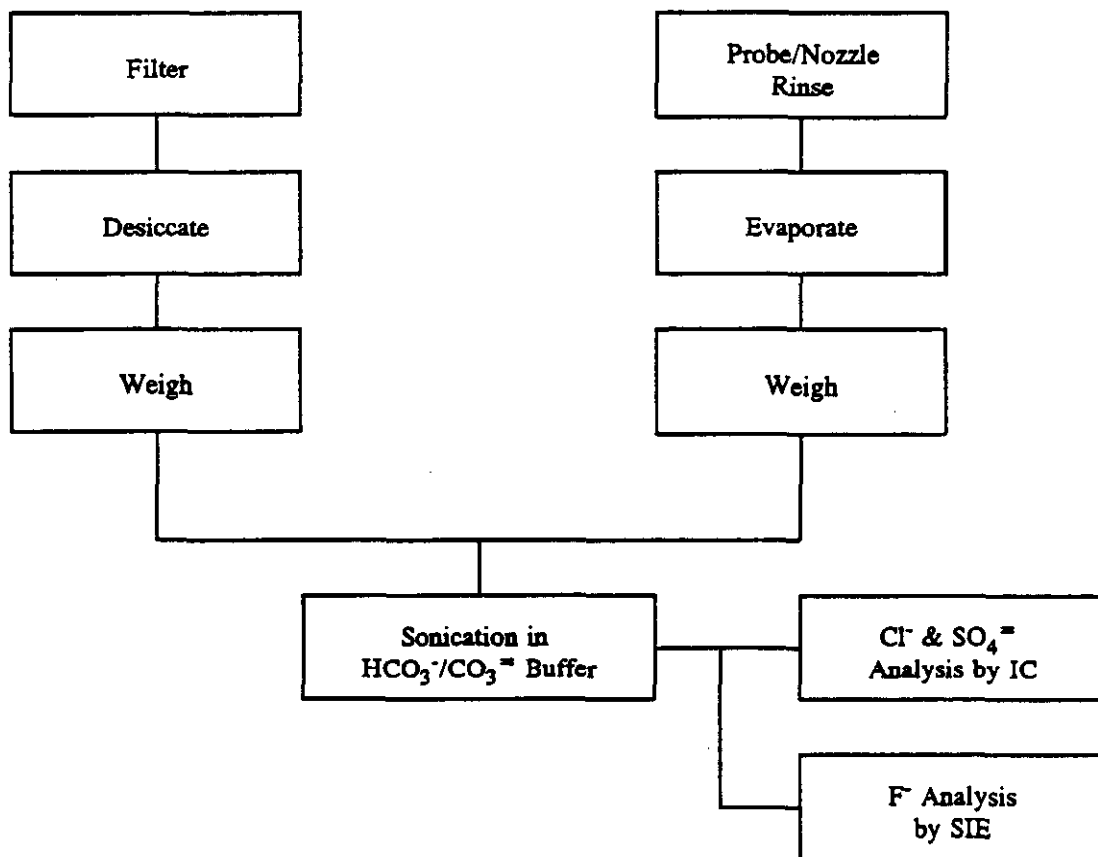 Filter
Probe/Nozzle
Rinse
Desiccate
Evaporate
Weigh
Weigh
Sonication in
HCO₃⁻/CO₃⁼ Buffer
Cl⁻ & SO₄⁼
Analysis by IC
F⁻ Analysis
by SIE